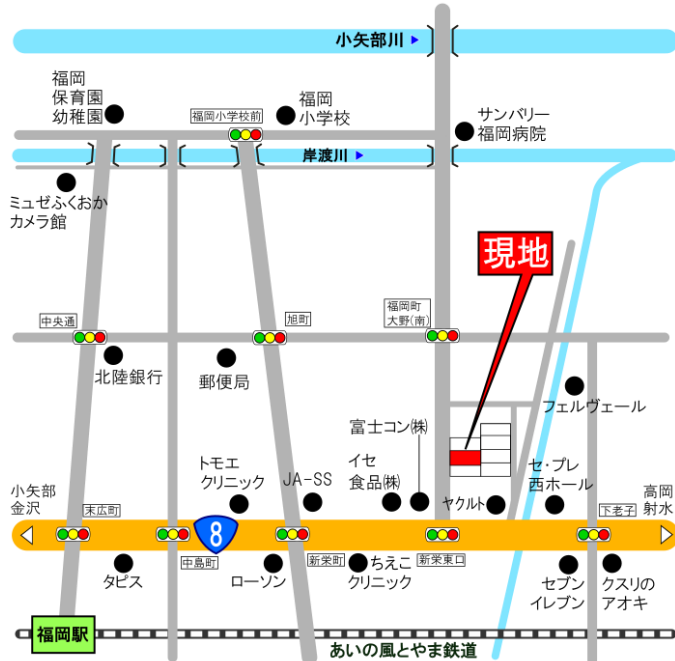 小矢部川
福岡
保育園
幼稚園
福岡小学校前
福岡
小学校
サンバリー
福岡病院
岸渡川
ミュゼふくおか
カメラ館
現地
中央通
旭町
福岡町
大野(南)
北陸銀行
郵便局
フェルヴェール
富士コン㈱
トモエ
クリニック
JA-SS
イセ
食品㈱
ヤクルト
セ・プレ
西ホール
小矢部
金沢
末広町
8
高岡
射水
下老子
中島町
新栄町
新栄東口
タピス
ローソン
ちえこ
クリニック
セブン
イレブン
クスリの
アオキ
福岡駅
あいの風とやま鉄道